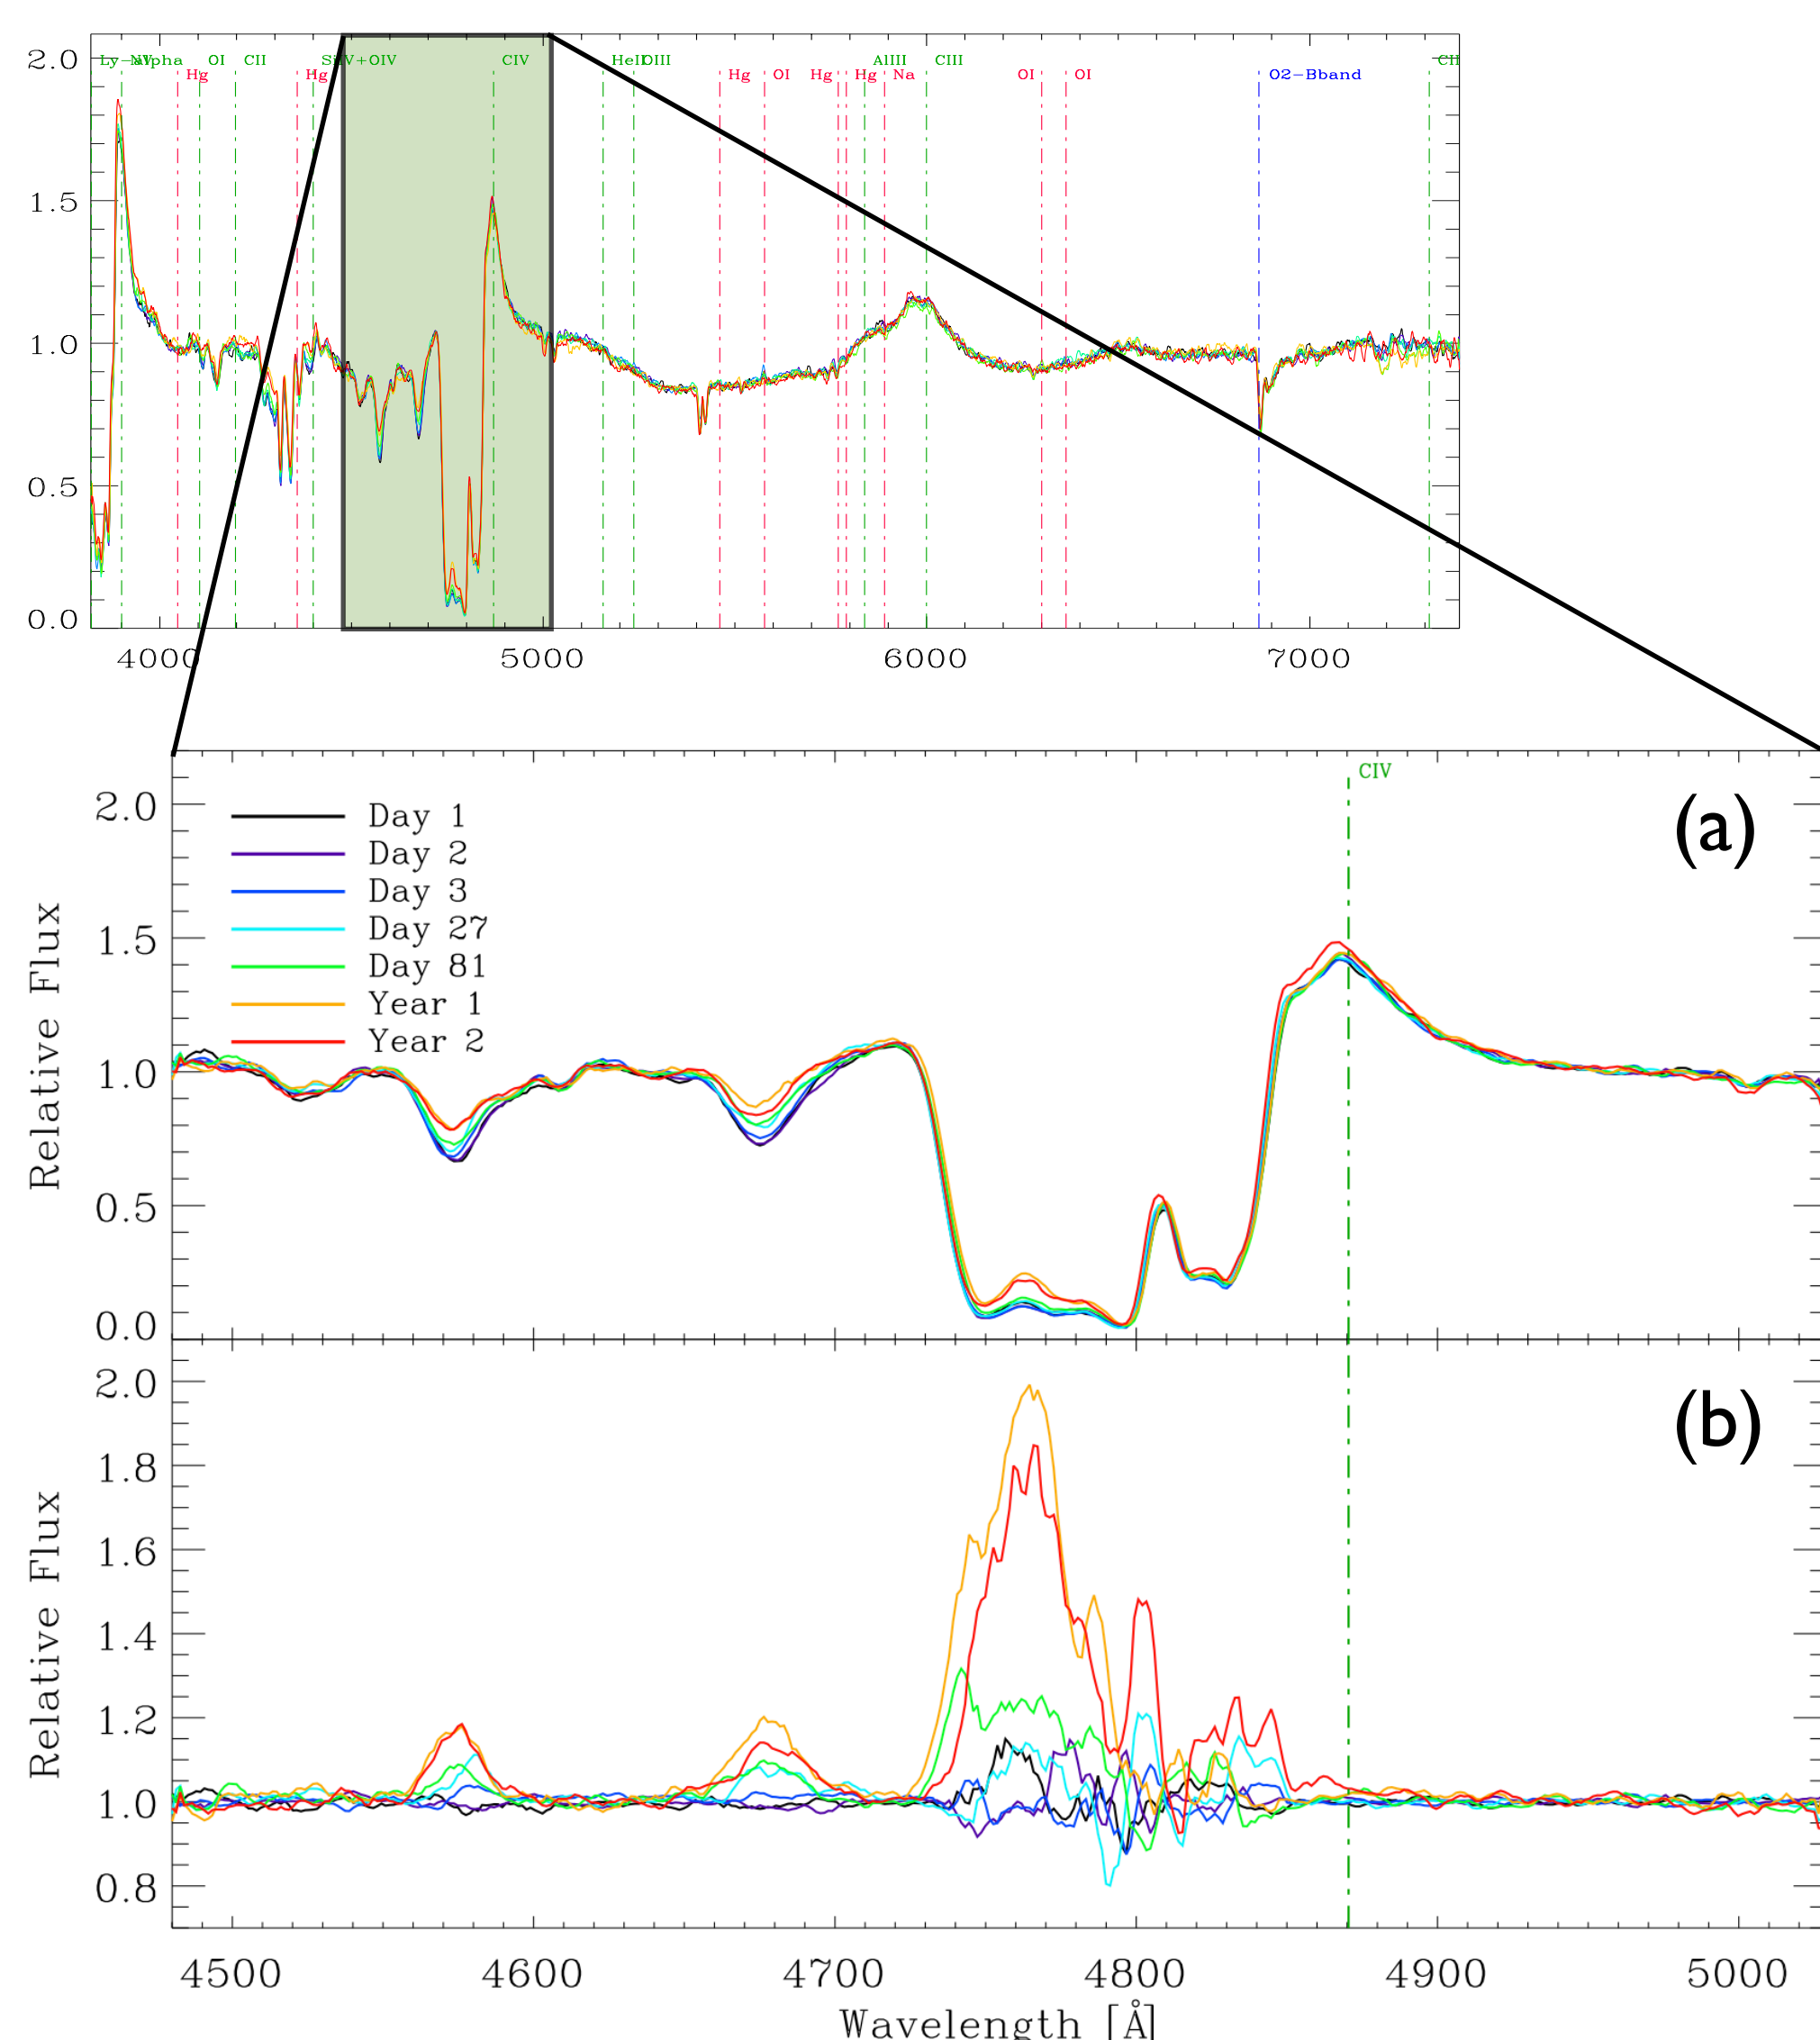 2.0
1.5
1.0
0.5
0.0
Ly-alpha
NV
OI
CII
SiIV+OIV
CIV
HeII
OIII
AlIII
CIII
CII
Hg
Hg
Hg
OI
Hg
Hg
Na
OI
OI
O2-Bband
4000
5000
6000
7000
CIV
(a)
2.0
1.5
1.0
0.5
0.0
Relative Flux
Day 1
Day 2
Day 3
Day 27
Day 81
Year 1
Year 2
(b)
2.0
1.8
1.6
1.4
1.2
1.0
0.8
Relative Flux
4500
4600
4700
4800
4900
5000
Wavelength [Å]